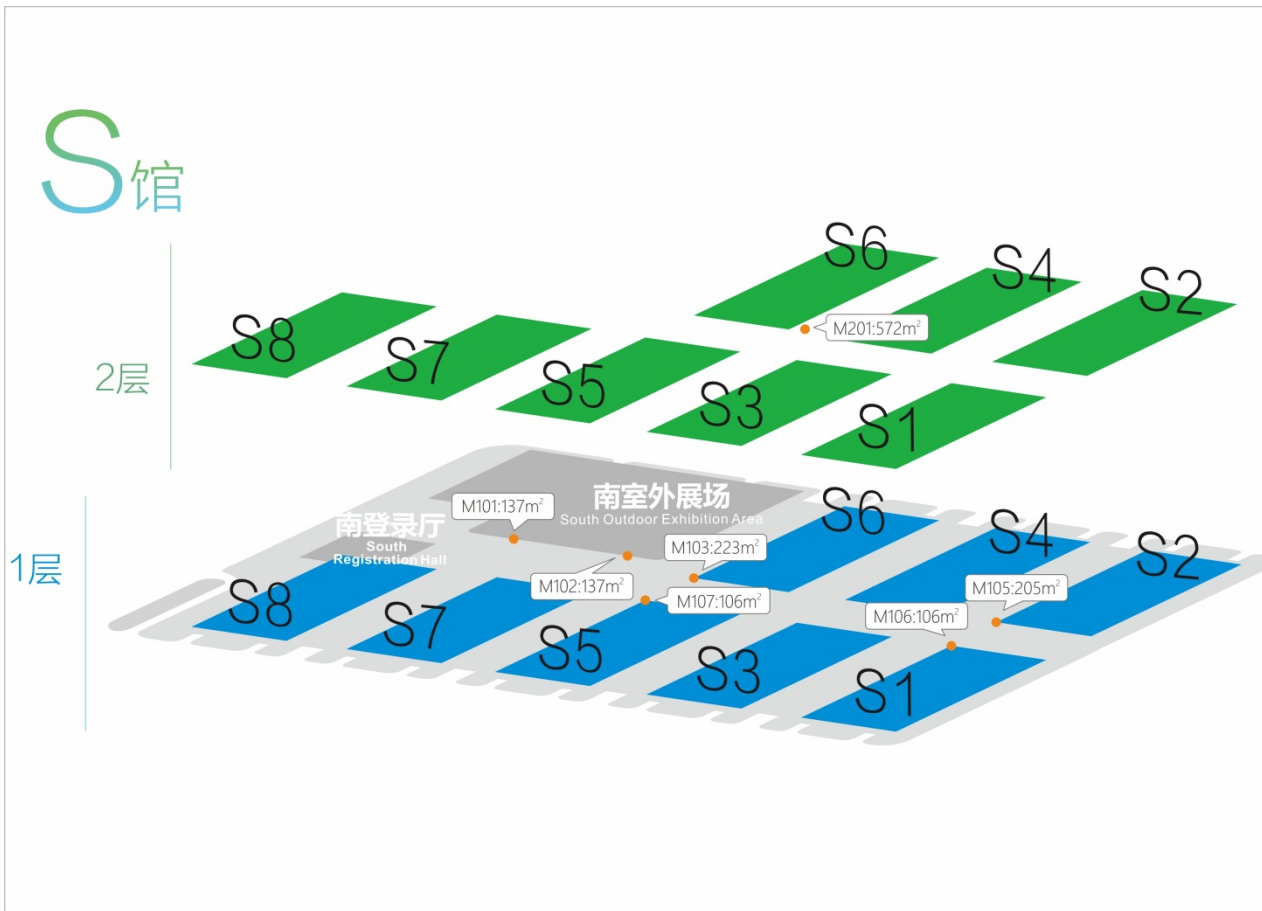 S馆
S6
S4
S2
M201:572m²
S8
S7
S5
S3
S1
2层
南室外展场
South Outdoor Exhibition Area
M101:137m²
南登录厅
South
Registration Hall
S6
S4
S2
M103:223m²
1层
M102:137m²
M107:106m²
M105:205m²
M106:106m²
S8
S7
S5
S3
S1